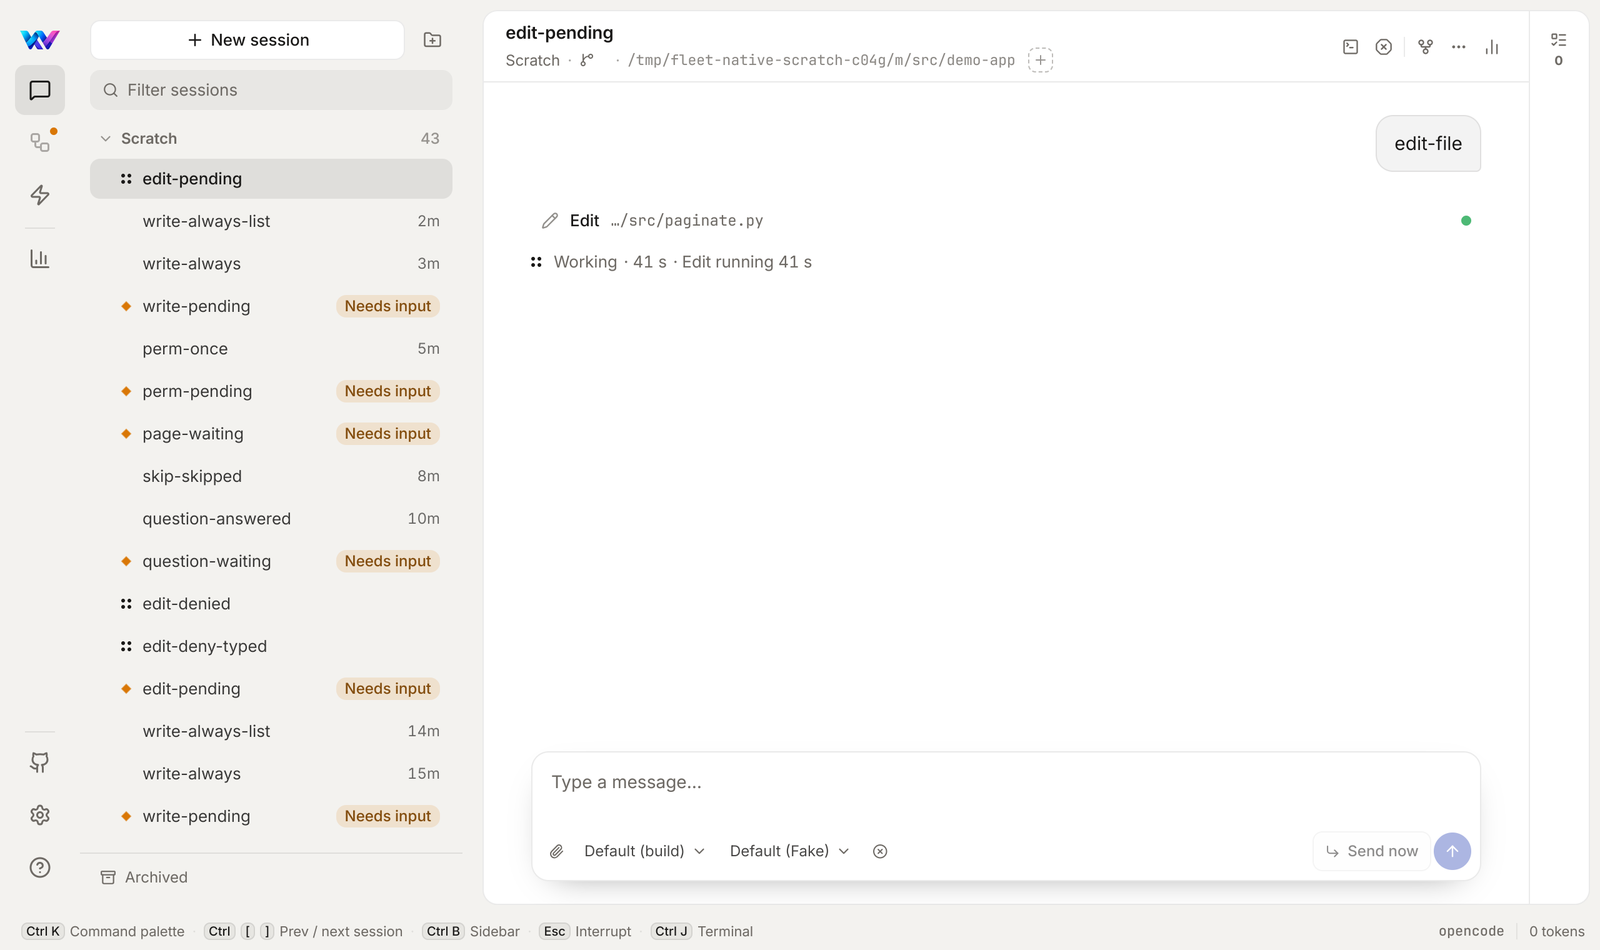 New session
Filter sessions
Scratch 43
edit-pending
write-always-list 2m
write-always 3m
write-pending Needs input
perm-once 5m
perm-pending Needs input
page-waiting Needs input
skip-skipped 8m
question-answered 10m
question-waiting Needs input
edit-denied
edit-deny-typed
edit-pending Needs input
write-always-list 14m
write-always 15m
write-pending Needs input
Archived
edit-pending
Scratch · · /tmp/fleet-native-scratch-c04g/m/src/demo-app
0
edit-file
Edit …/src/paginate.py
Working · 41 s · Edit running 41 s
Type a message...
Default (build) Default (Fake) Send now
Ctrl K Command palette Ctrl [ ] Prev / next session Ctrl B Sidebar Esc Interrupt Ctrl J Terminal opencode 0 tokens